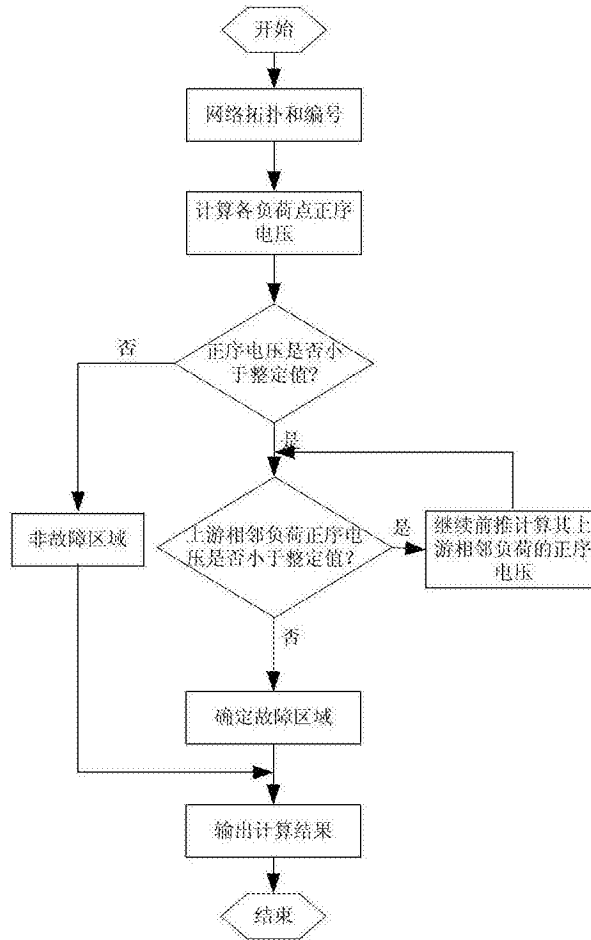 开始
网络拓扑和编号
计算各负荷点正序
电压
否
正序电压是否小
于整定值？
是
非故障区域
上游相邻负荷正序电
压是否小于整定值？
是
继续前推计算其上
游相邻负荷的正序
电压
否
确定故障区域
输出计算结果
结束